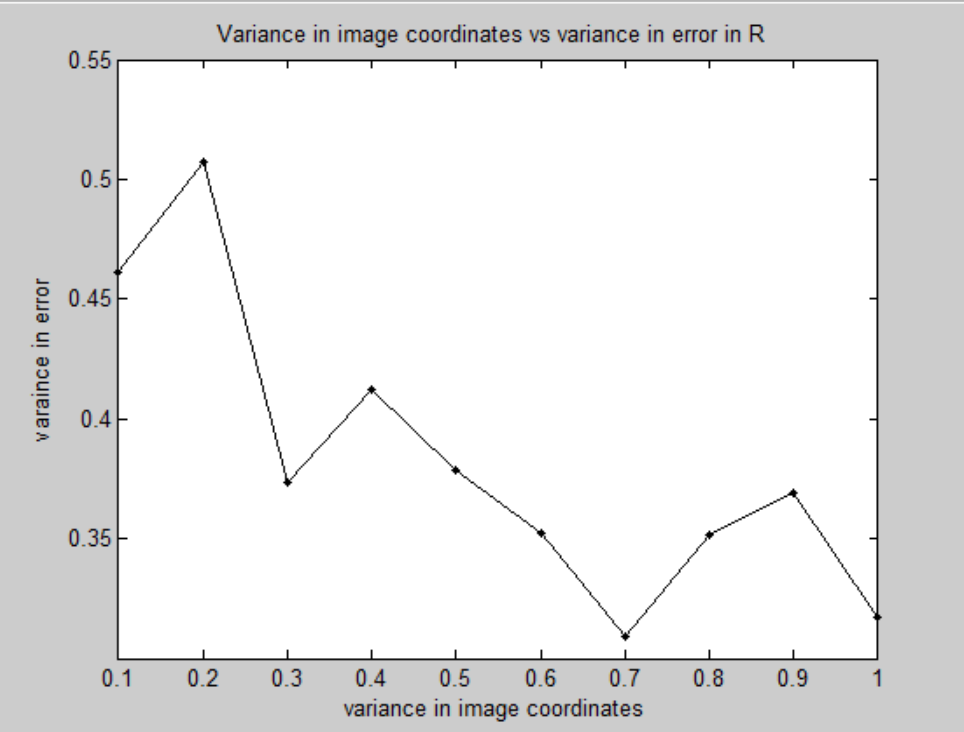 Variance in image coordinates vs variance in error in R
0.55
0.5
0.45
0.4
0.35
varaince in error
0.1 0.2 0.3 0.4 0.5 0.6 0.7 0.8 0.9 1
variance in image coordinates